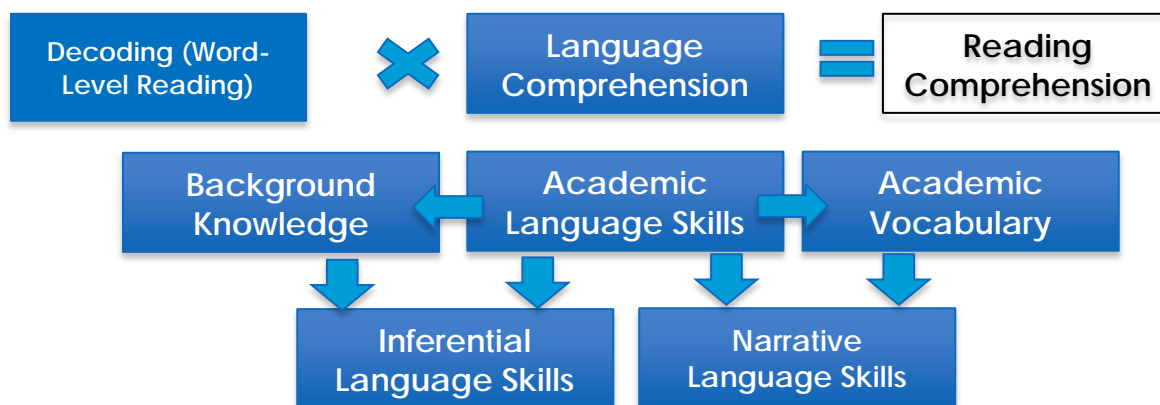 Decoding (Word-
Level Reading)
Language
Comprehension
Reading
Comprehension
Background
Knowledge
Academic
Language Skills
Academic
Vocabulary
Inferential
Language Skills
Narrative
Language Skills